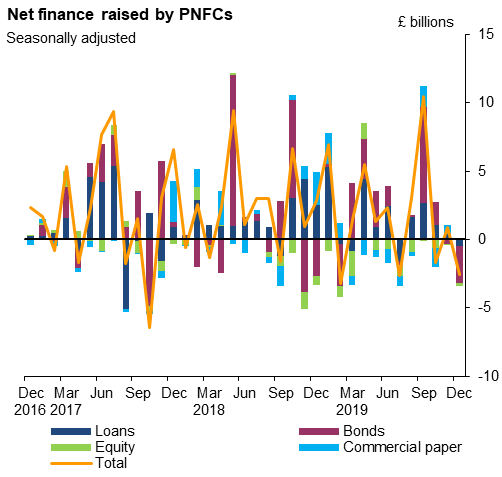 Net finance raised by PNFCs
£ billions
Seasonally adjusted
15
10
5
0
-5
-10
Dec Mar Jun Sep Dec Mar Jun Sep Dec Mar Jun Sep Dec
2016 2017 2018 2019
Loans Bonds
Equity Commercial paper
Total